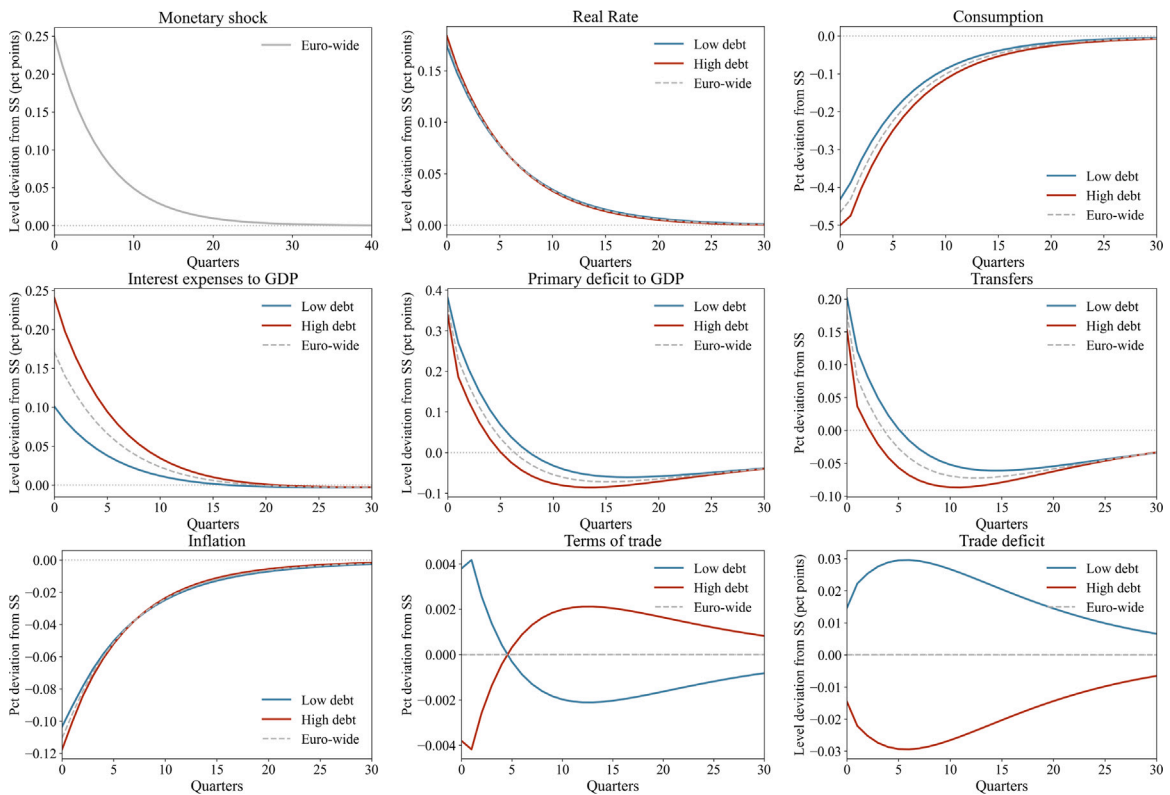 Monetary shock
Level deviation from SS (pct points)
0.25
0.20
0.15
0.10
0.05
0.00
Euro-wide
0 10 20 30 40
Quarters
Real Rate
Level deviation from SS (pct points)
0.15
0.10
0.05
0.00
Low debt
High debt
Euro-wide
0 5 10 15 20 25 30
Quarters
Consumption
Pct deviation from SS
0.0
−0.1
−0.2
−0.3
−0.4
−0.5
Low debt
High debt
Euro-wide
0 5 10 15 20 25 30
Quarters
Interest expenses to GDP
Level deviation from SS (pct points)
0.25
0.20
0.15
0.10
0.05
0.00
Low debt
High debt
Euro-wide
0 5 10 15 20 25 30
Quarters
Primary deficit to GDP
Level deviation from SS (pct points)
0.4
0.3
0.2
0.1
0.0
−0.1
Low debt
High debt
Euro-wide
0 5 10 15 20 25 30
Quarters
Transfers
Pct deviation from SS
0.20
0.15
0.10
0.05
0.00
−0.05
−0.10
Low debt
High debt
Euro-wide
0 5 10 15 20 25 30
Quarters
Inflation
Pct deviation from SS
0.00
−0.02
−0.04
−0.06
−0.08
−0.10
−0.12
Low debt
High debt
Euro-wide
0 5 10 15 20 25 30
Quarters
Terms of trade
Pct deviation from SS
0.004
0.002
0.000
−0.002
−0.004
Low debt
High debt
Euro-wide
0 5 10 15 20 25 30
Quarters
Trade deficit
Level deviation from SS (pct points)
0.03
0.02
0.01
0.00
−0.01
−0.02
−0.03
Low debt
High debt
Euro-wide
0 5 10 15 20 25 30
Quarters